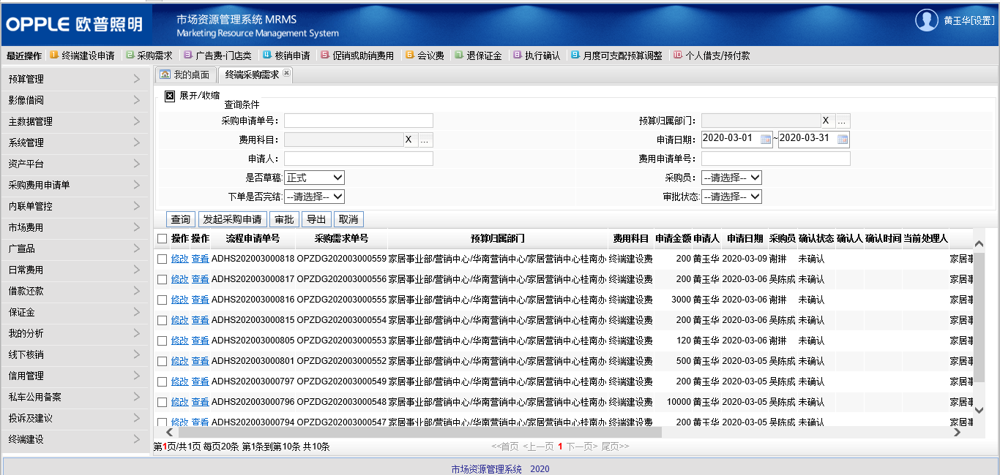 OPPLE 欧普照明
市场资源管理系统 MRMS
Marketing Resource Management System
黄玉华[设置]
最近操作 1 终端建设申请 2 采购需求 3 广告费-门店类 4 核销申请 5 促销或助销费用 6 会议费 7 退保证金 8 执行确认 9 月度可支配预算调整 10 个人借支/预付款
预算管理
影像借阅
主数据管理
系统管理
资产平台
采购费用申请单
内联单管控
市场费用
广宣品
日常费用
借款还款
保证金
我的分析
线下核销
信用管理
私车公用备案
投诉及建议
终端建设
我的桌面 终端采购需求
展开/收缩
查询条件
采购申请单号: 预算归属部门: X ...
费用科目: X ... 申请日期: 2020-03-01 ~ 2020-03-31
申请人: 费用申请单号:
是否草稿: 正式 采购员: --请选择--
下单是否完结: --请选择-- 审批状态: --请选择--
查询 发起采购申请 审批 导出 取消
操作 操作 流程申请单号 采购需求单号 预算归属部门 费用科目 申请金额 申请人 申请日期 采购员 确认状态 确认人 确认时间 当前处理人
修改 查看 ADHS202003000818 OPZDG202003000559 家居事业部/营销中心/华南营销中心/家居营销中心桂南办 终端建设费 200 黄玉华 2020-03-09 谢琳 未确认 家居事
修改 查看 ADHS202003000817 OPZDG202003000556 家居事业部/营销中心/华南营销中心/家居营销中心桂南办 终端建设费 200 黄玉华 2020-03-06 吴陈成 未确认 家居事
修改 查看 ADHS202003000816 OPZDG202003000555 家居事业部/营销中心/华南营销中心/家居营销中心桂南办 终端建设费 3000 黄玉华 2020-03-06 谢琳 未确认 家居事
修改 查看 ADHS202003000815 OPZDG202003000554 家居事业部/营销中心/华南营销中心/家居营销中心桂南办 终端建设费 200 黄玉华 2020-03-06 吴陈成 未确认 家居事
修改 查看 ADHS202003000805 OPZDG202003000553 家居事业部/营销中心/华南营销中心/家居营销中心桂南办 终端建设费 120 黄玉华 2020-03-06 谢琳 未确认 家居事
修改 查看 ADHS202003000801 OPZDG202003000552 家居事业部/营销中心/华南营销中心/家居营销中心桂南办 终端建设费 500 黄玉华 2020-03-05 吴陈成 未确认 家居事
修改 查看 ADHS202003000797 OPZDG202003000549 家居事业部/营销中心/华南营销中心/家居营销中心桂南办 终端建设费 200 黄玉华 2020-03-05 吴陈成 未确认 家居事
修改 查看 ADHS202003000796 OPZDG202003000548 家居事业部/营销中心/华南营销中心/家居营销中心桂南办 终端建设费 10000 黄玉华 2020-03-05 吴陈成 未确认 家居事
修改 查看 ADHS202003000794 OPZDG202003000547 家居事业部/营销中心/华南营销中心/家居营销中心桂南办 终端建设费 200 黄玉华 2020-03-05 吴陈成 未确认 家居事
第1页/共1页 每页20条 第1条到第10条 共10条 <<首页 <上一页 1 下一页> 尾页>>
市场资源管理系统 2020